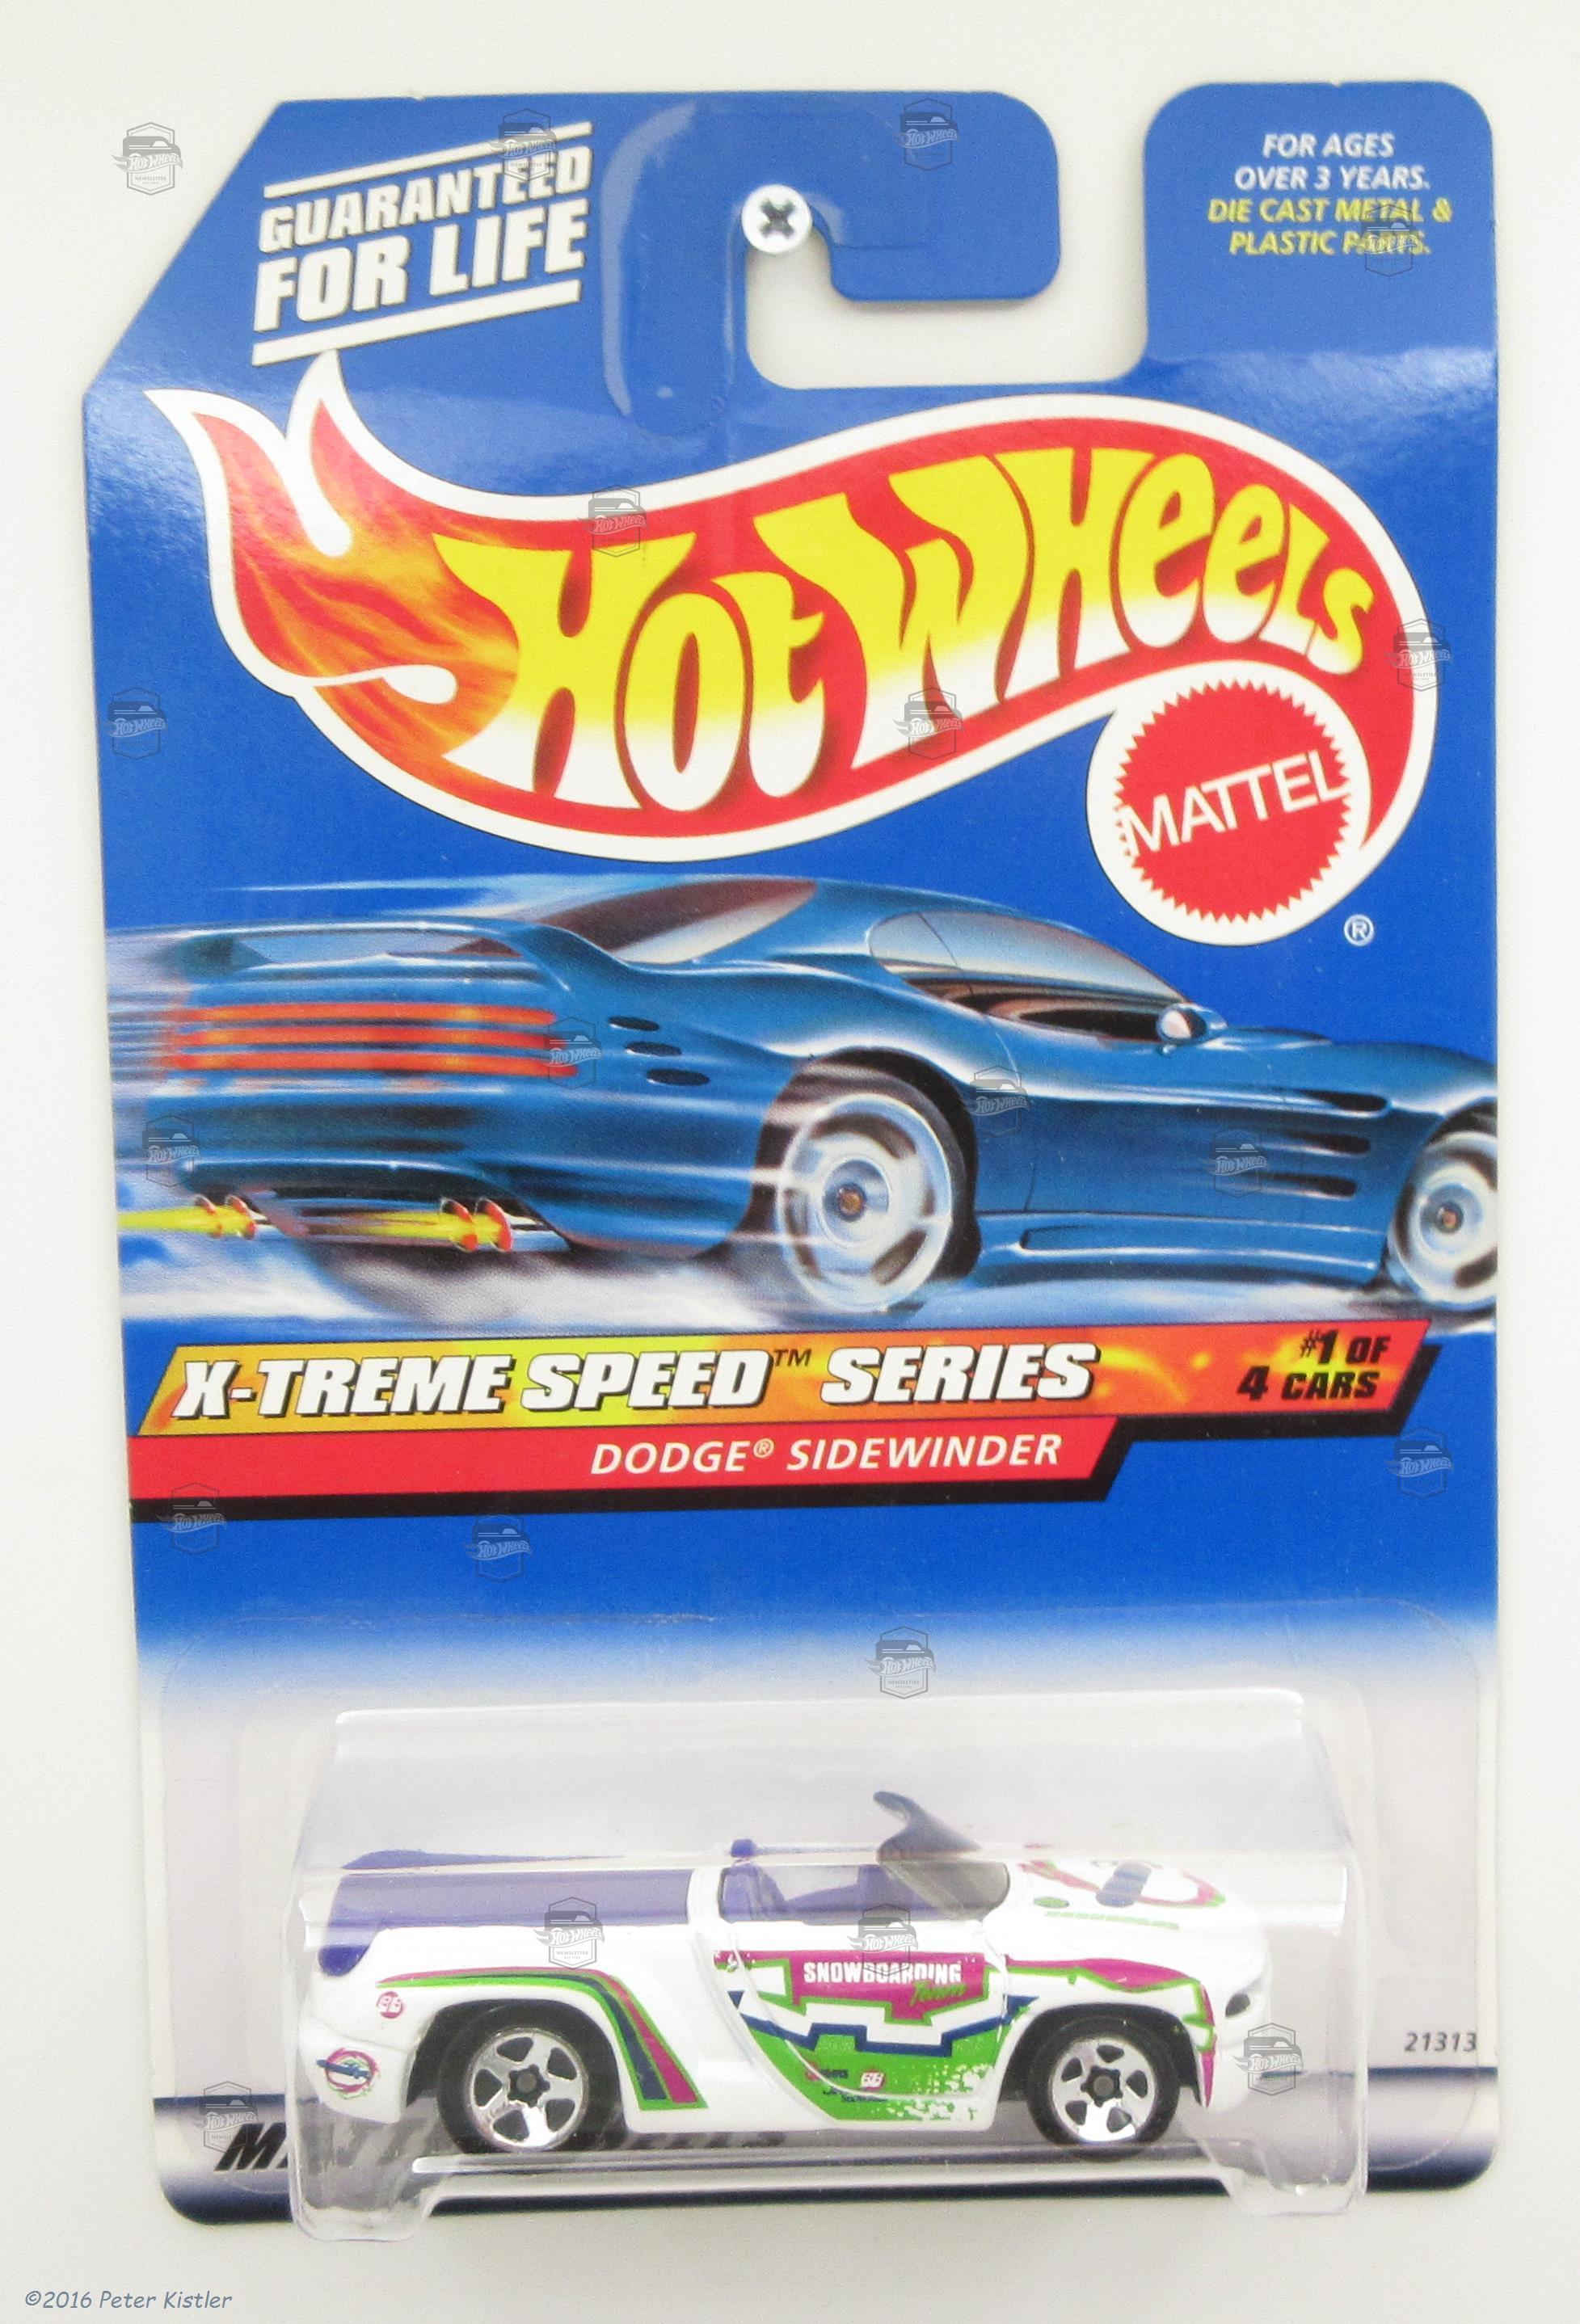 GUARANTEED
FOR LIFE
FOR AGES
OVER 3 YEARS.
DIE CAST METAL &
PLASTIC PARTS.
HOT WHEELS
MATTEL
®
X-TREME SPEED™ SERIES
#1 OF
4 CARS
DODGE® SIDEWINDER
SNOWBOARDING
Team
21313
©2016 Peter Kistler